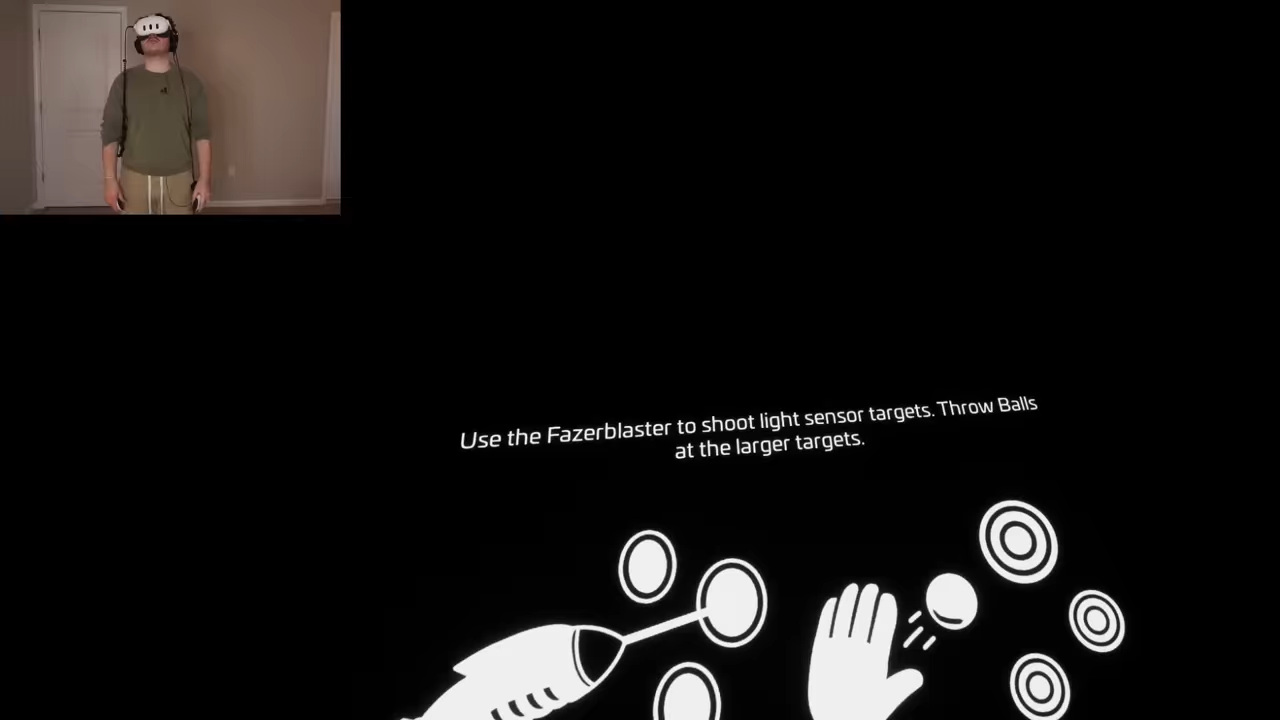 Use the Fazerblaster to shoot light sensor targets. Throw Balls
at the larger targets.